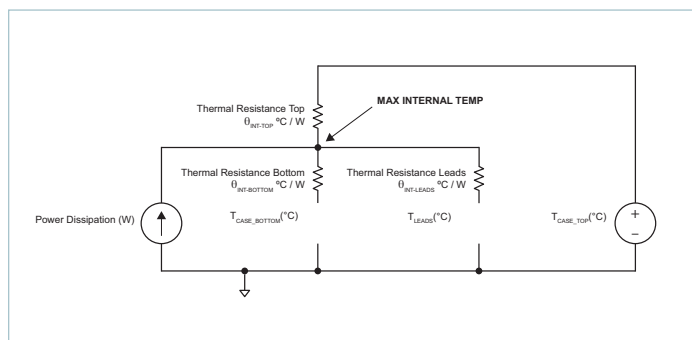 Thermal Resistance Top
θINT-TOP ºC / W
MAX INTERNAL TEMP
Thermal Resistance Bottom
θINT-BOTTOM ºC / W
Thermal Resistance Leads
θINT-LEADS ºC / W
Power Dissipation (W)
TCASE_BOTTOM(°C)
TLEADS(°C)
TCASE_TOP(°C)
+
–